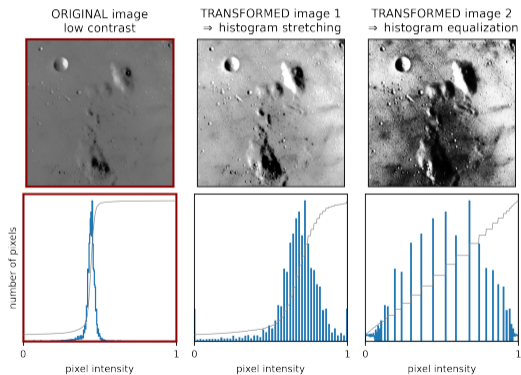 ORIGINAL image
low contrast
TRANSFORMED image 1
⇒ histogram stretching
TRANSFORMED image 2
⇒ histogram equalization
number of pixels
0
1
pixel intensity
0
1
pixel intensity
0
1
pixel intensity